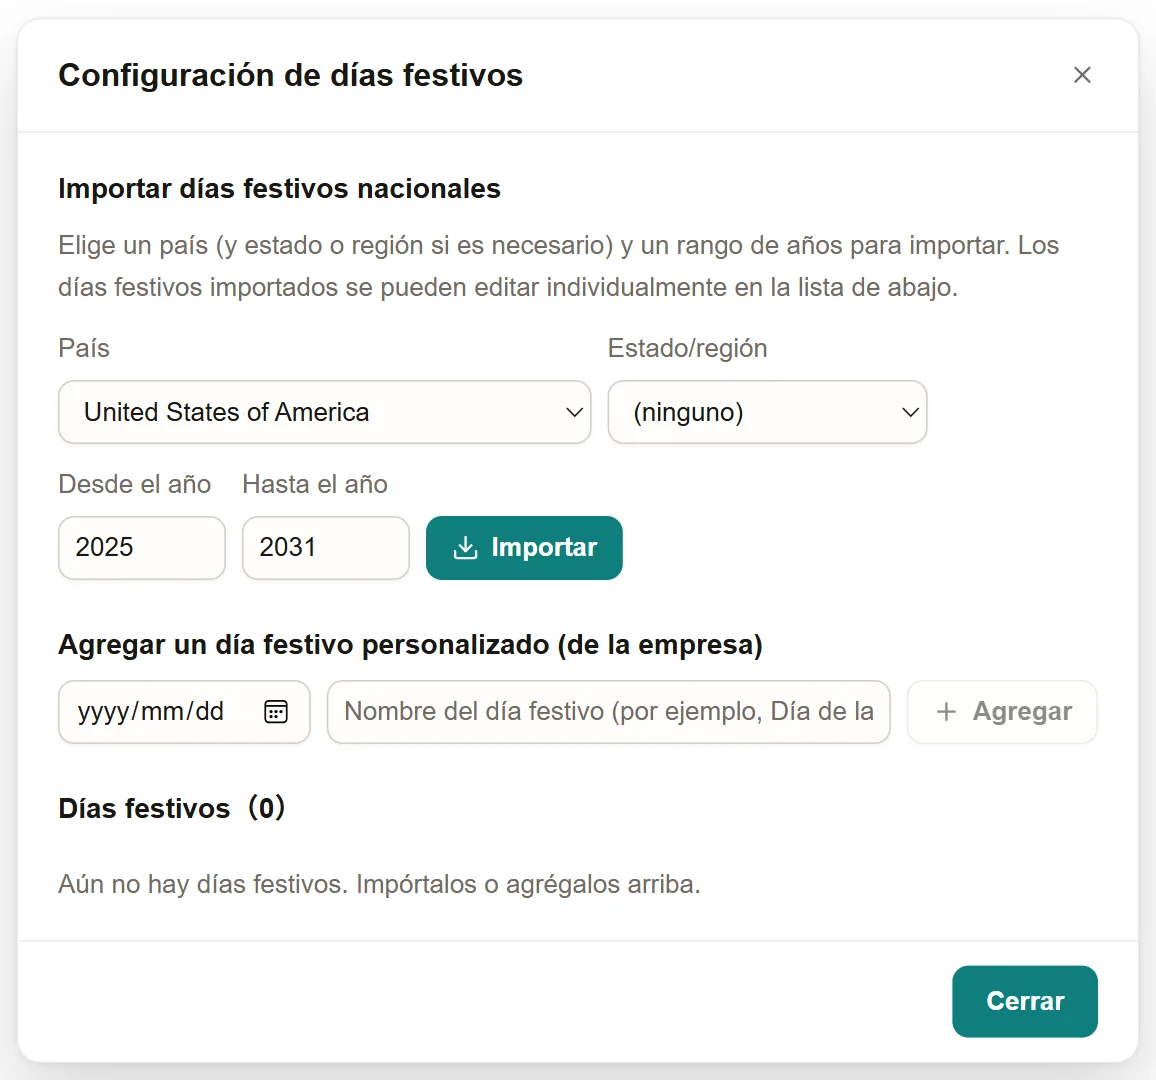 Configuración de días festivos
Importar días festivos nacionales
Elige un país (y estado o región si es necesario) y un rango de años para importar. Los
días festivos importados se pueden editar individualmente en la lista de abajo.
País
Estado/región
United States of America
(ninguno)
Desde el año
Hasta el año
2025
2031
Importar
Agregar un día festivo personalizado (de la empresa)
yyyy/mm/dd
Nombre del día festivo (por ejemplo, Día de la
Agregar
Días festivos（0）
Aún no hay días festivos. Impórtalos o agrégalos arriba.
Cerrar